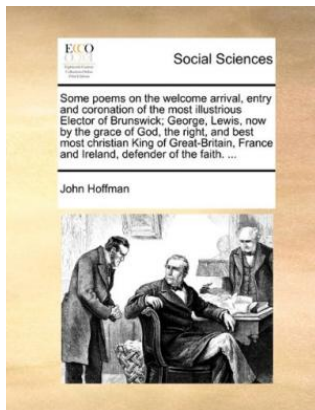 ECCO
Social Sciences
Some poems on the welcome arrival, entry
and coronation of the most illustrious
Elector of Brunswick; George, Lewis, now
by the grace of God, the right, and best
most christian King of Great-Britain, France
and Ireland, defender of the faith. ...
John Hoffman